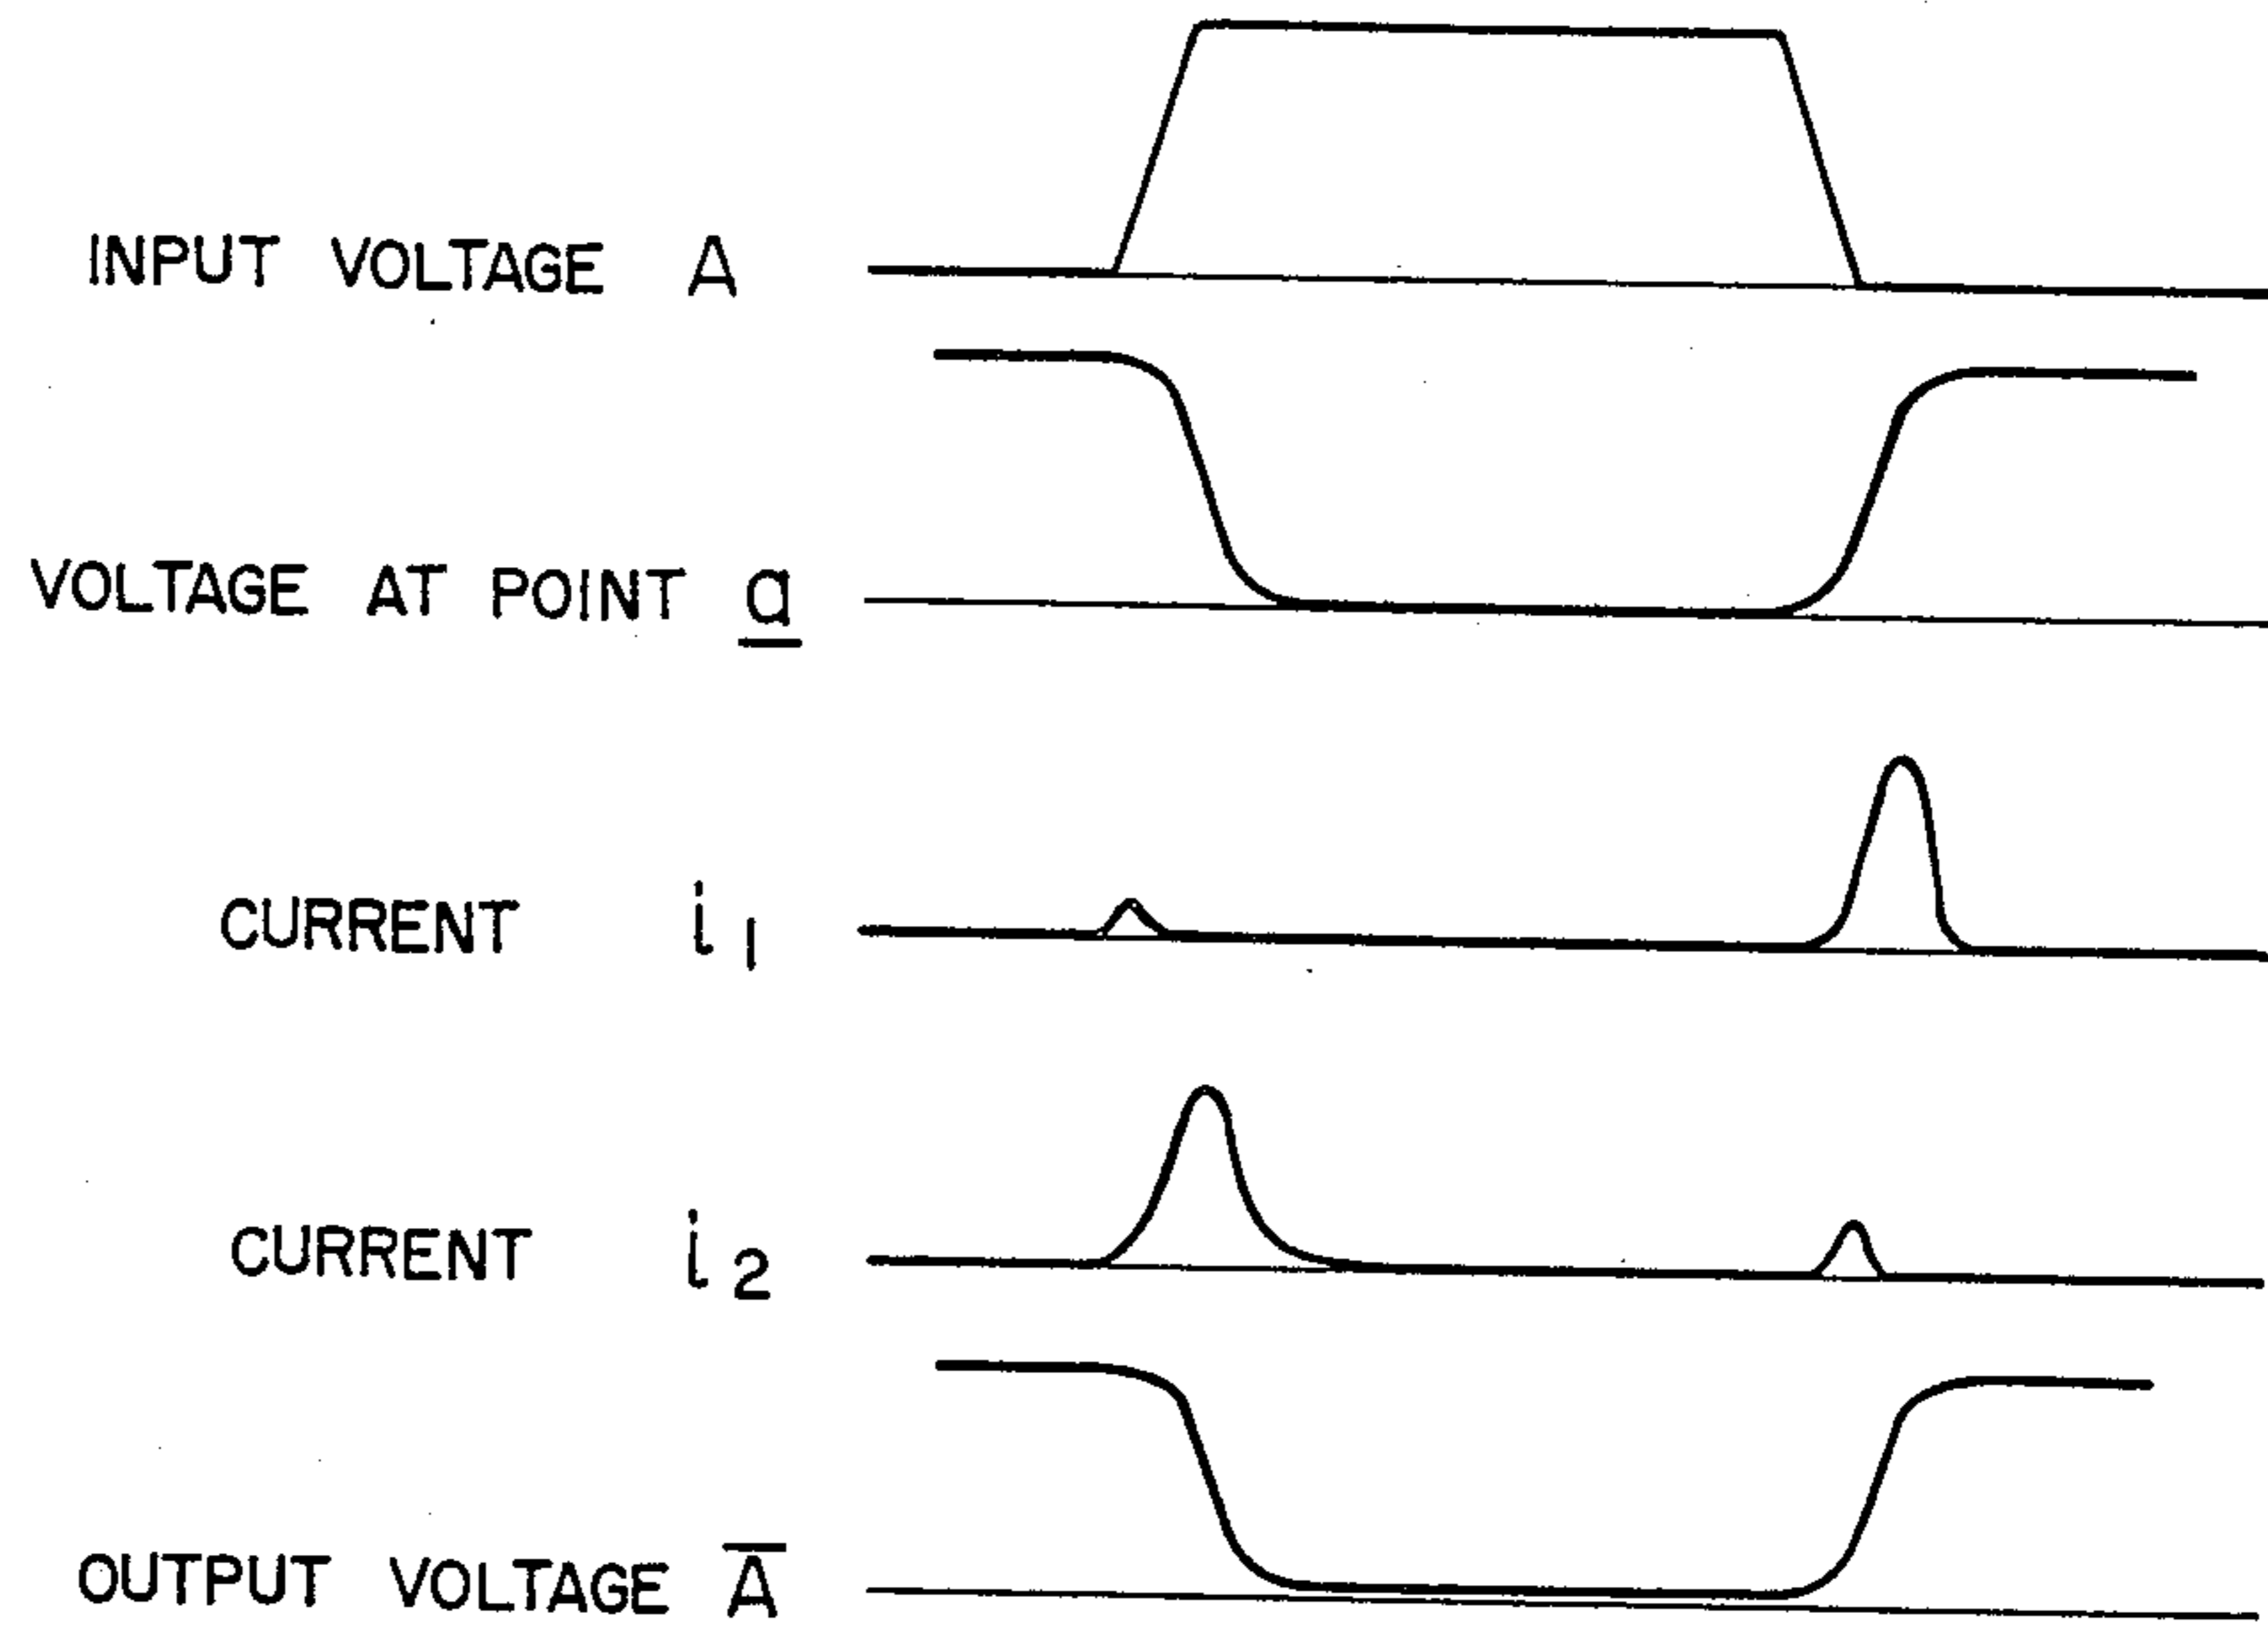 INPUT VOLTAGE A
VOLTAGE AT POINT a
CURRENT i1
CURRENT i2
OUTPUT VOLTAGE A̅